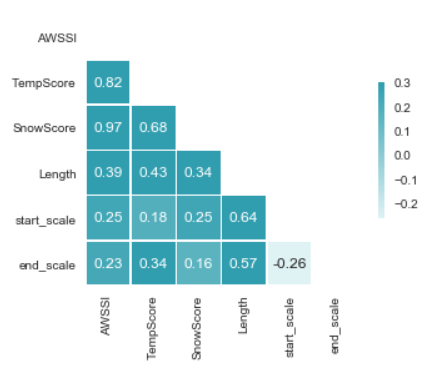 AWSSI
TempScore 0.82
SnowScore 0.97 0.68
Length 0.39 0.43 0.34
start_scale 0.25 0.18 0.25 0.64
end_scale 0.23 0.34 0.16 0.57 -0.26
AWSSI TempScore SnowScore Length start_scale end_scale
0.3
0.2
0.1
0.0
−0.1
−0.2